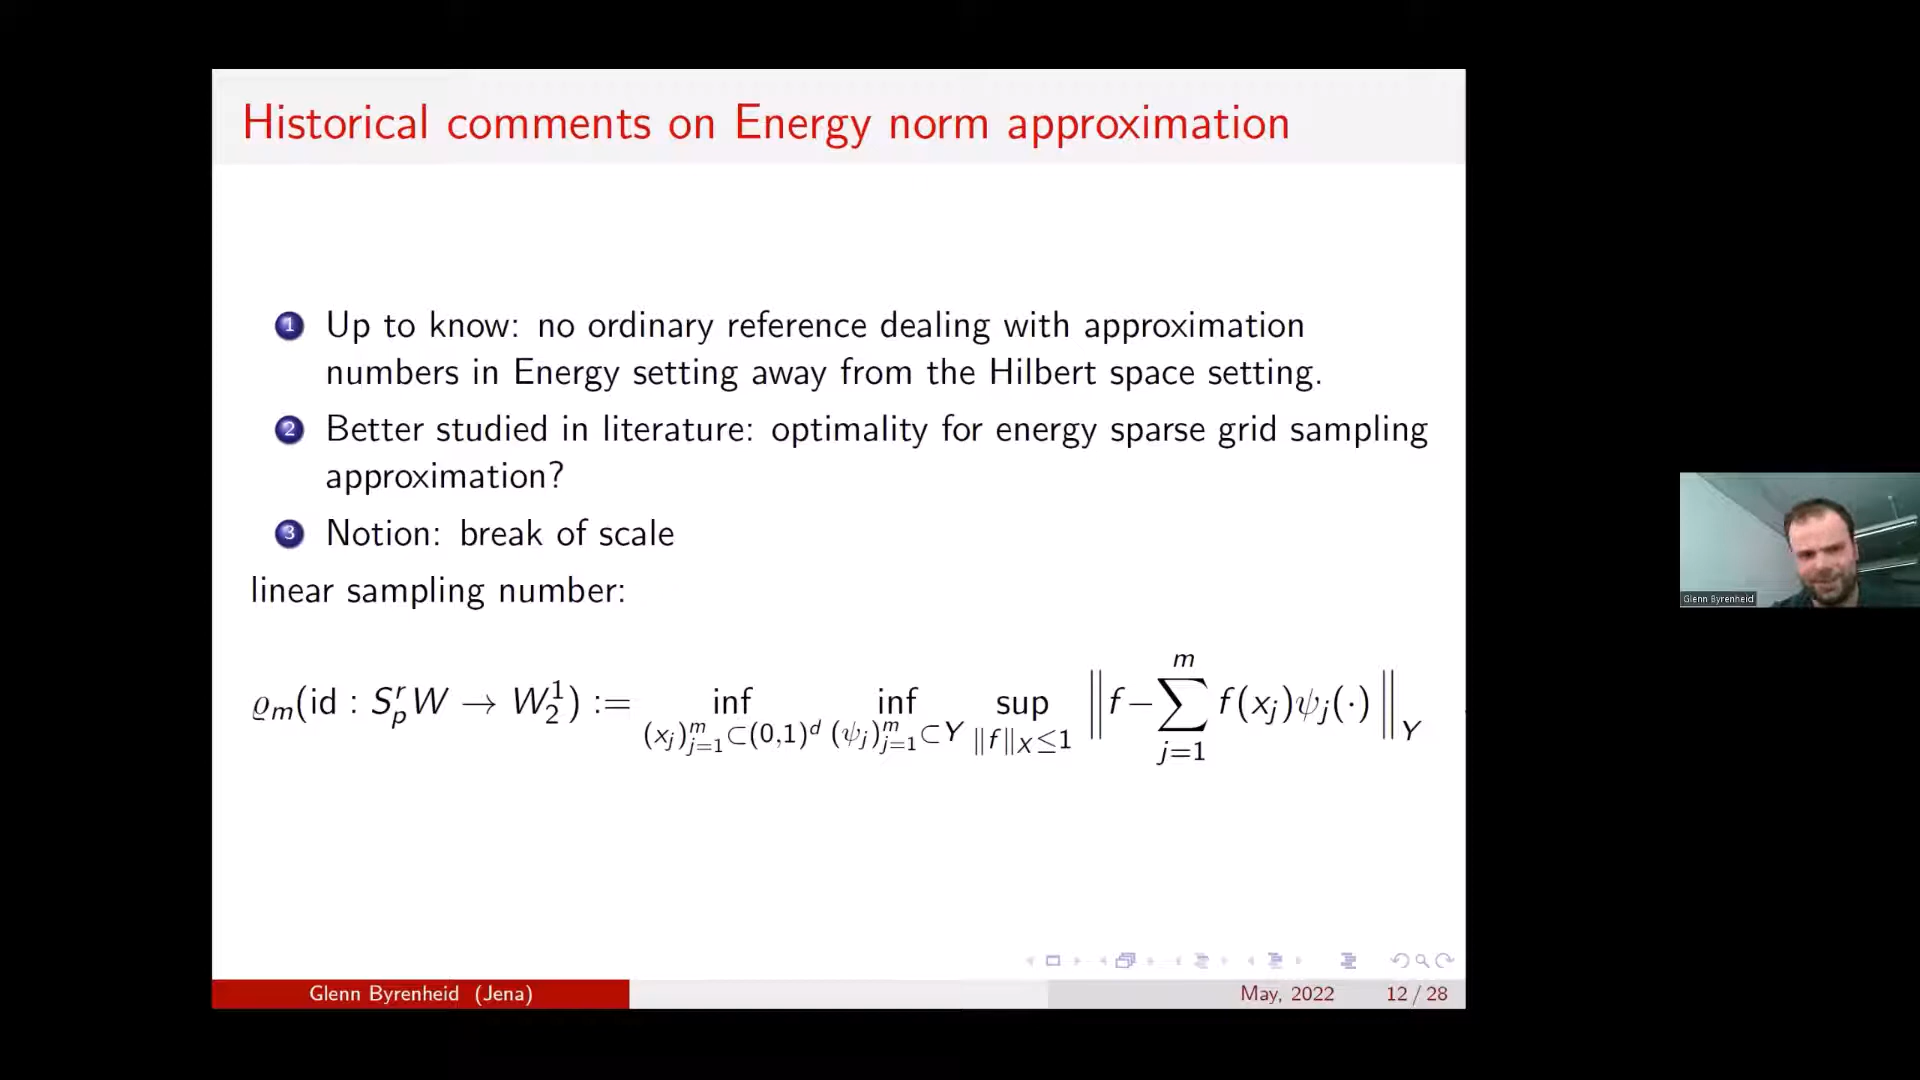 Historical comments on Energy norm approximation
1 Up to know: no ordinary reference dealing with approximation
numbers in Energy setting away from the Hilbert space setting.
2 Better studied in literature: optimality for energy sparse grid sampling
approximation?
3 Notion: break of scale
linear sampling number:
ϱ_m(id : S_p^r W → W_2^1) := inf_{(x_j)_{j=1}^m ⊂ (0,1)^d} inf_{(ψ_j)_{j=1}^m ⊂ Y} sup_{‖f‖_X ≤ 1} ‖ f − ∑_{j=1}^m f(x_j)ψ_j(·) ‖_Y
Glenn Byrenheid
Glenn Byrenheid (Jena) May, 2022 12 / 28